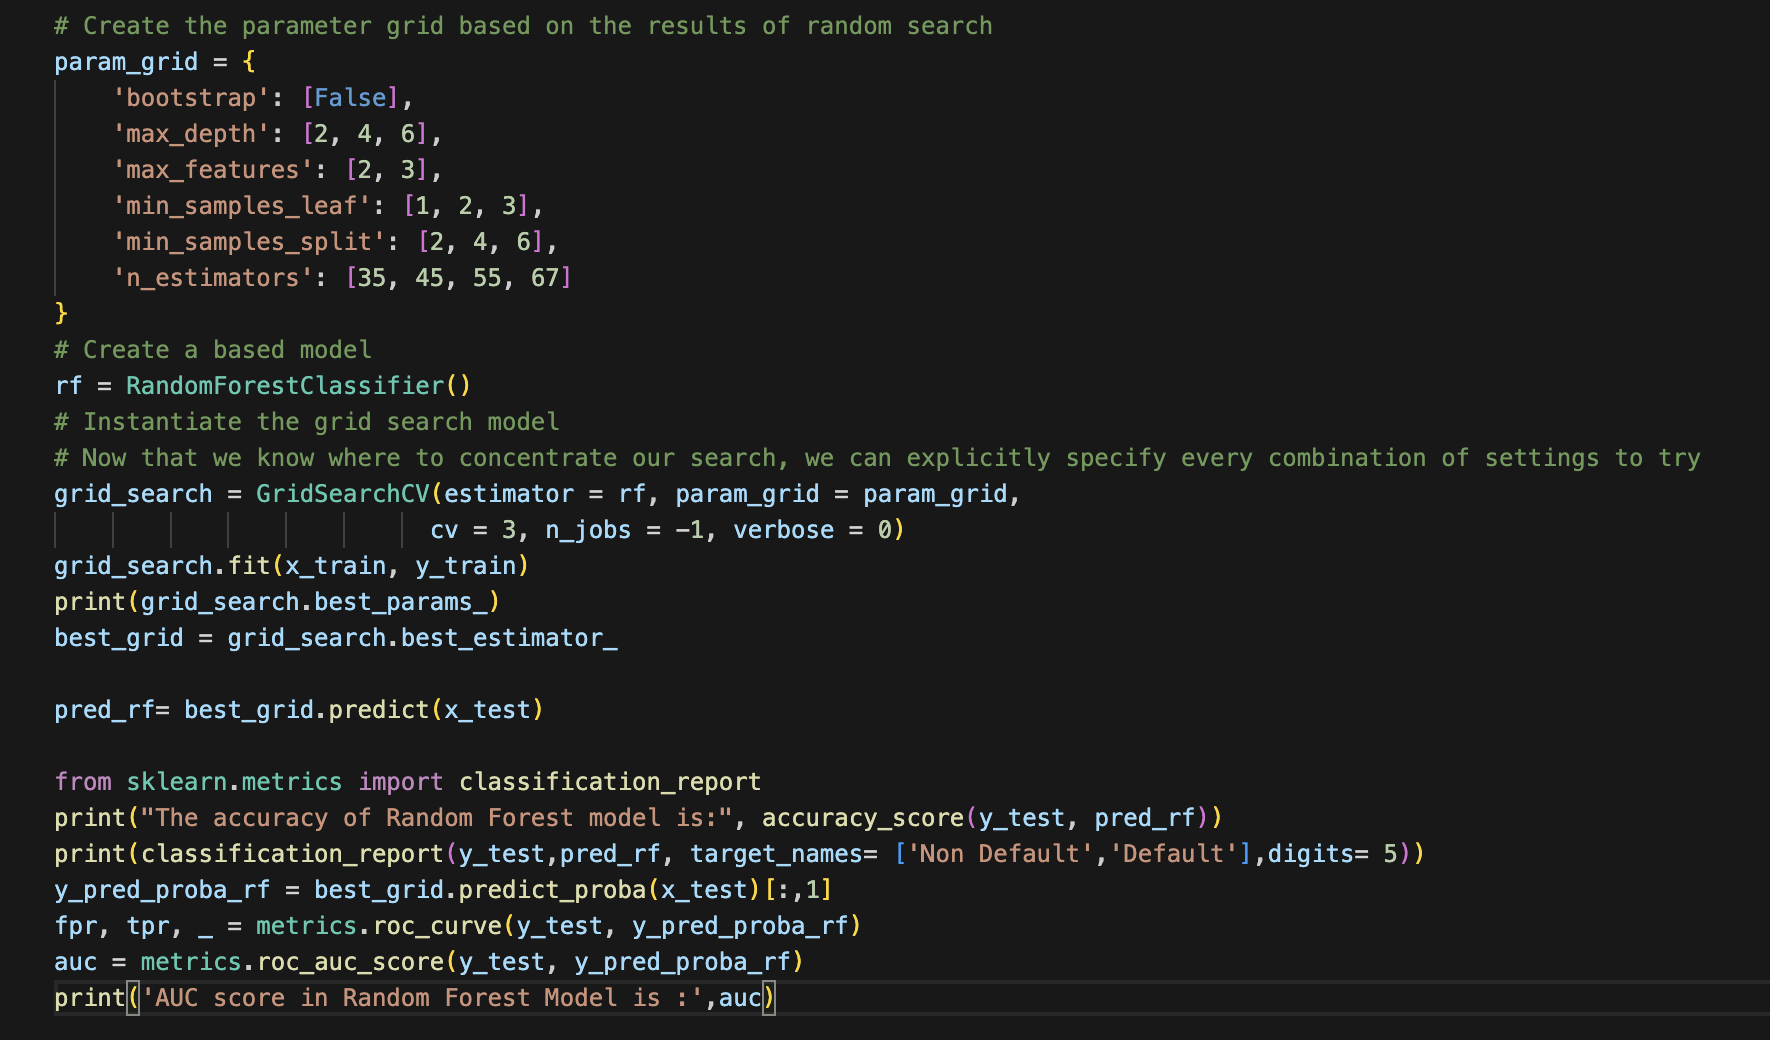 # Create the parameter grid based on the results of random search
param_grid = {
    'bootstrap': [False],
    'max_depth': [2, 4, 6],
    'max_features': [2, 3],
    'min_samples_leaf': [1, 2, 3],
    'min_samples_split': [2, 4, 6],
    'n_estimators': [35, 45, 55, 67]
}
# Create a based model
rf = RandomForestClassifier()
# Instantiate the grid search model
# Now that we know where to concentrate our search, we can explicitly specify every combination of settings to try
grid_search = GridSearchCV(estimator = rf, param_grid = param_grid,
                          cv = 3, n_jobs = -1, verbose = 0)
grid_search.fit(x_train, y_train)
print(grid_search.best_params_)
best_grid = grid_search.best_estimator_

pred_rf= best_grid.predict(x_test)

from sklearn.metrics import classification_report
print("The accuracy of Random Forest model is:", accuracy_score(y_test, pred_rf))
print(classification_report(y_test,pred_rf, target_names= ['Non Default','Default'],digits= 5))
y_pred_proba_rf = best_grid.predict_proba(x_test)[:,1]
fpr, tpr, _ = metrics.roc_curve(y_test, y_pred_proba_rf)
auc = metrics.roc_auc_score(y_test, y_pred_proba_rf)
print('AUC score in Random Forest Model is :',auc)